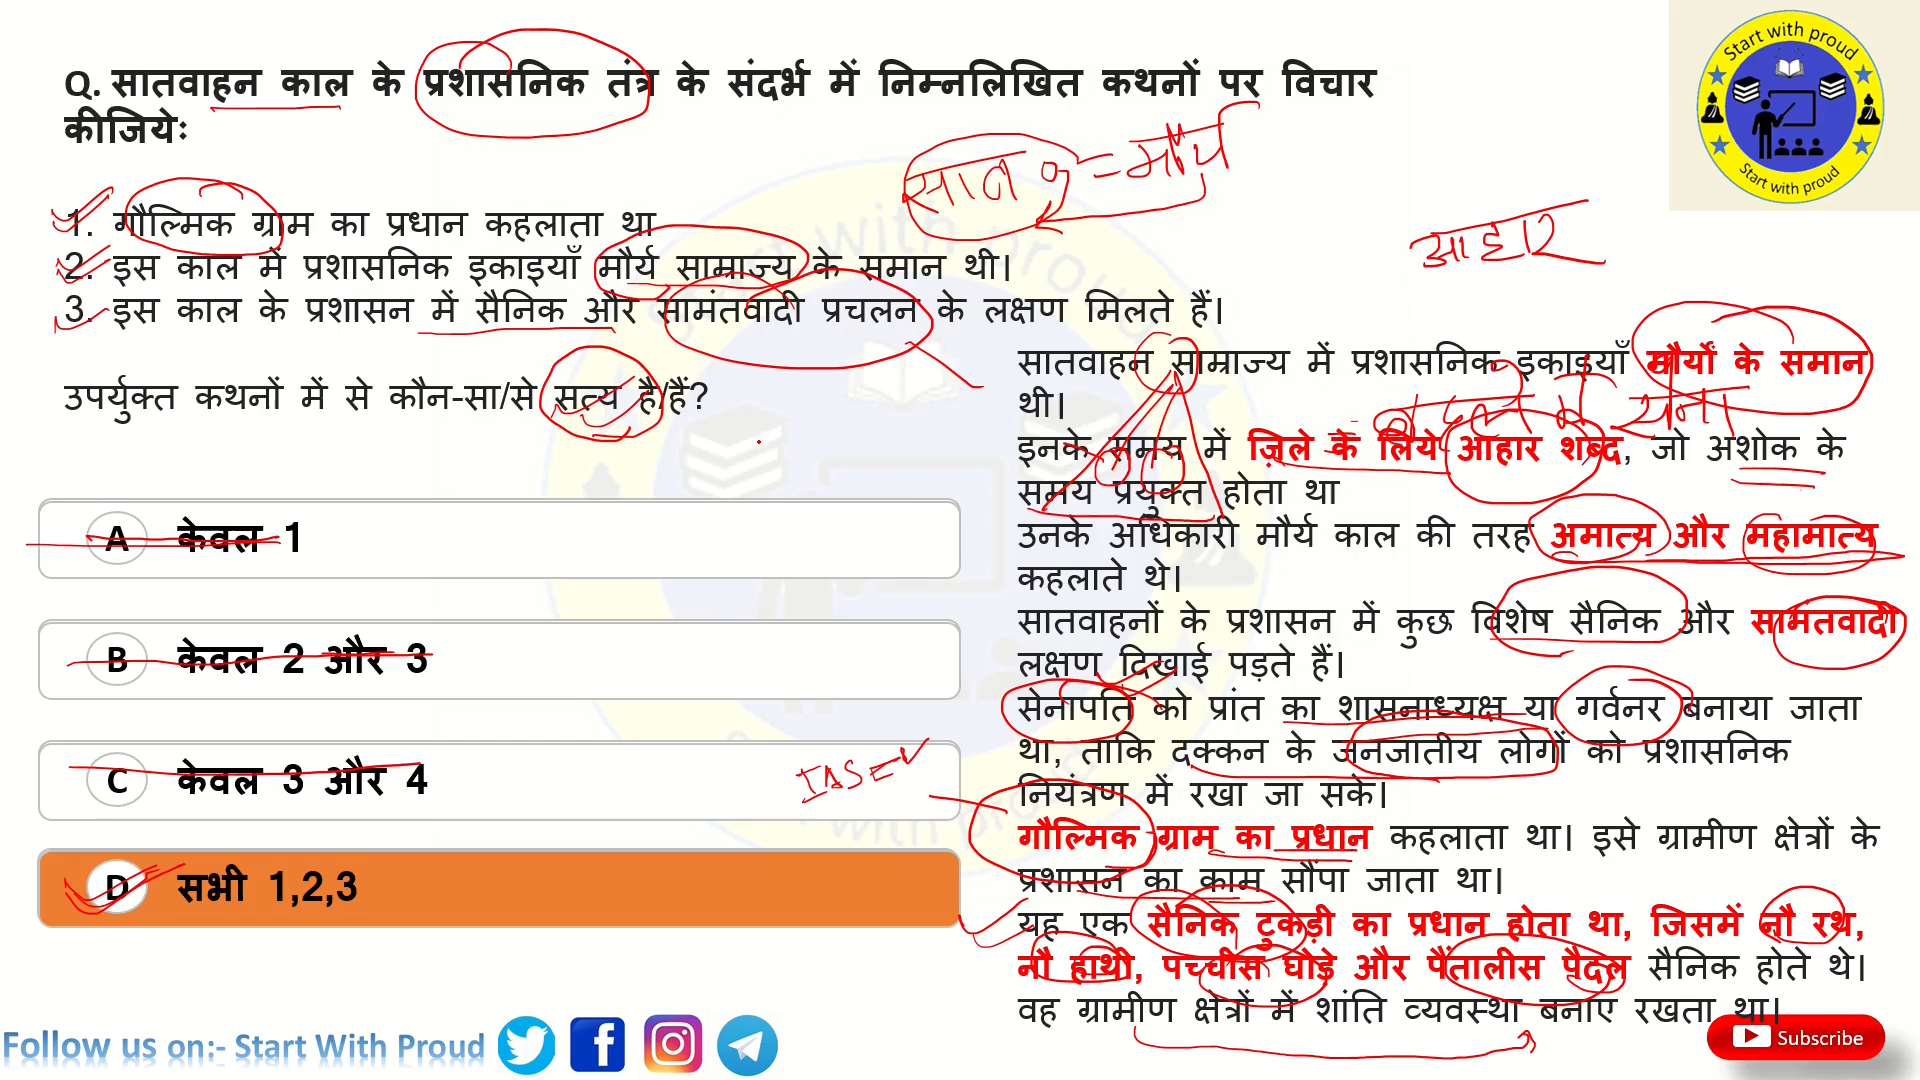 Q. सातवाहन काल के प्रशासनिक तंत्र के संदर्भ में निम्नलिखित कथनों पर विचार
कीजियेः
1. गौल्मिक ग्राम का प्रधान कहलाता था
2. इस काल में प्रशासनिक इकाइयाँ मौर्य साम्राज्य के समान थी।
3. इस काल के प्रशासन में सैनिक और सामंतवादी प्रचलन के लक्षण मिलते हैं।
उपर्युक्त कथनों में से कौन-सा/से सत्य है/हैं?
A केवल 1
B केवल 2 और 3
C केवल 3 और 4
D सभी 1,2,3
= मौर्य
आहार
IAS =
सातवाहन साम्राज्य में प्रशासनिक इकाइयाँ मौर्यों के समान
थी।
इनके समय में ज़िले के लिये आहार शब्द, जो अशोक के
समय प्रयुक्त होता था
उनके अधिकारी मौर्य काल की तरह अमात्य और महामात्य
कहलाते थे।
सातवाहनों के प्रशासन में कुछ विशेष सैनिक और सामंतवादी
लक्षण दिखाई पड़ते हैं।
सेनापति को प्रांत का शासनाध्यक्ष या गर्वनर बनाया जाता
था, ताकि दक्कन के जनजातीय लोगों को प्रशासनिक
नियंत्रण में रखा जा सके।
गौल्मिक ग्राम का प्रधान कहलाता था। इसे ग्रामीण क्षेत्रों के
प्रशासन का काम सौंपा जाता था।
यह एक सैनिक टुकड़ी का प्रधान होता था, जिसमें नौ रथ,
नौ हाथी, पच्चीस घोड़े और पैंतालीस पैदल सैनिक होते थे।
वह ग्रामीण क्षेत्रों में शांति व्यवस्था बनाए रखता था।
Start with proud
Start with proud
Follow us on:- Start With Proud
Subscribe